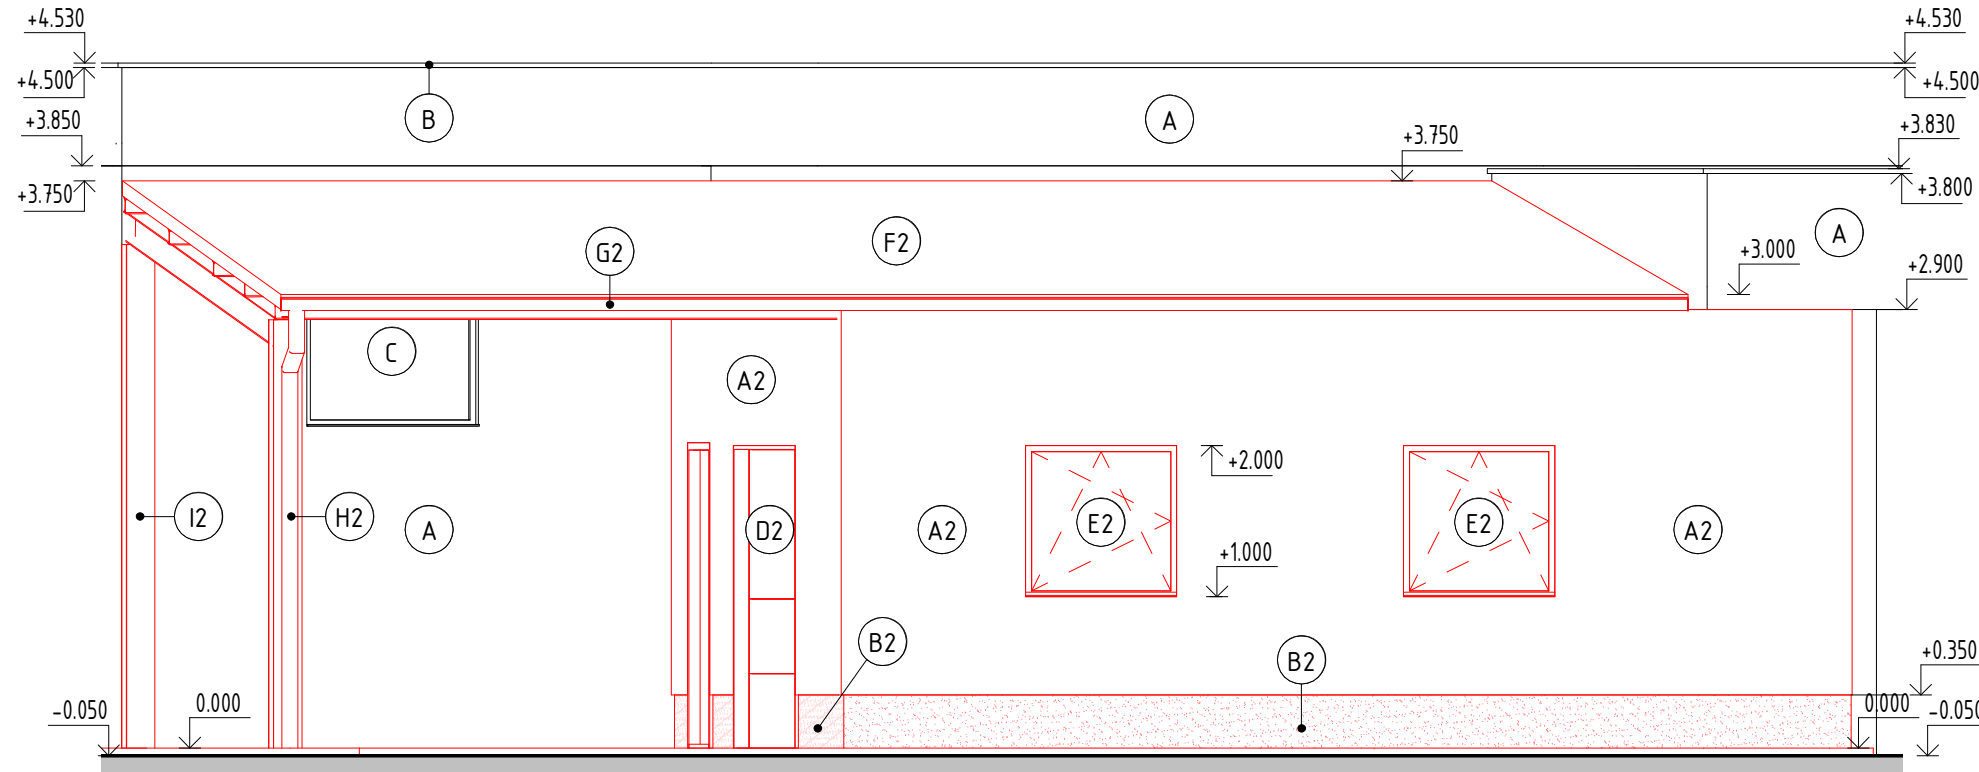 +4.530
+4.530
+4.500
+4.500
B
A
+3.850
+3.750
+3.830
+3.750
+3.800
F2
G2
A
+3.000
+2.900
C
A2
+2.000
I2
H2
A
D2
A2
E2
E2
A2
+1.000
B2
B2
+0.350
-0.050
0.000
0.000
-0.050